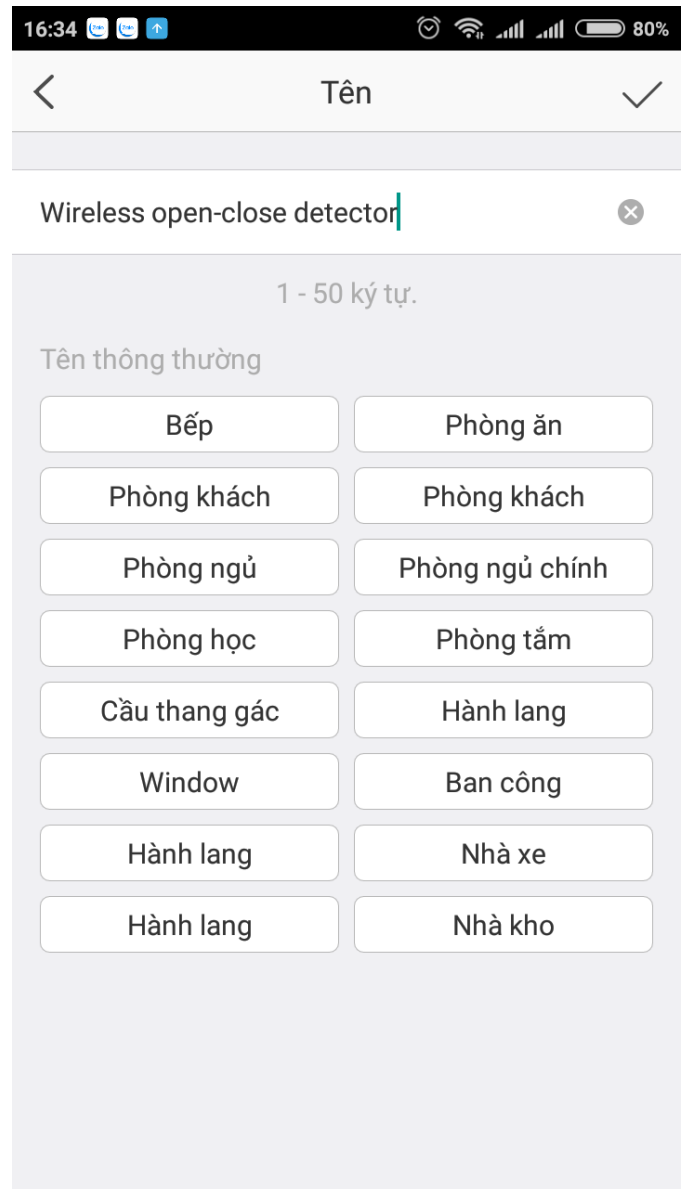 16:34 80%
Tên
Wireless open-close detector
1 - 50 ký tự.
Tên thông thường
Bếp Phòng ăn
Phòng khách Phòng khách
Phòng ngủ Phòng ngủ chính
Phòng học Phòng tắm
Cầu thang gác Hành lang
Window Ban công
Hành lang Nhà xe
Hành lang Nhà kho